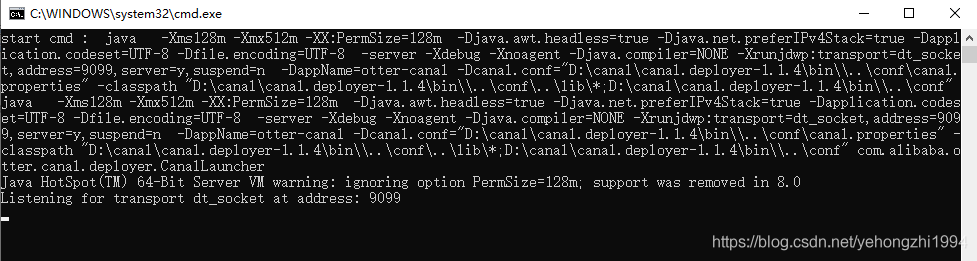 C:\WINDOWS\system32\cmd.exe
start cmd :  java   -Xms128m -Xmx512m -XX:PermSize=128m  -Djava.awt.headless=true -Djava.net.preferIPv4Stack=true -Dappl
ication.codeset=UTF-8 -Dfile.encoding=UTF-8  -server -Xdebug -Xnoagent -Djava.compiler=NONE -Xrunjdwp:transport=dt_socke
t,address=9099,server=y,suspend=n  -DappName=otter-canal -Dcanal.conf="D:\canal\canal.deployer-1.1.4\bin\\..\conf\canal.
properties" -classpath "D:\canal\canal.deployer-1.1.4\bin\\..\conf\..\lib\*;D:\canal\canal.deployer-1.1.4\bin\\..\conf"
java   -Xms128m -Xmx512m -XX:PermSize=128m  -Djava.awt.headless=true -Djava.net.preferIPv4Stack=true -Dapplication.codes
et=UTF-8 -Dfile.encoding=UTF-8  -server -Xdebug -Xnoagent -Djava.compiler=NONE -Xrunjdwp:transport=dt_socket,address=909
9,server=y,suspend=n  -DappName=otter-canal -Dcanal.conf="D:\canal\canal.deployer-1.1.4\bin\\..\conf\canal.properties" -
classpath "D:\canal\canal.deployer-1.1.4\bin\\..\conf\..\lib\*;D:\canal\canal.deployer-1.1.4\bin\\..\conf" com.alibaba.o
tter.canal.deployer.CanalLauncher
Java HotSpot(TM) 64-Bit Server VM warning: ignoring option PermSize=128m; support was removed in 8.0
Listening for transport dt_socket at address: 9099
https://blog.csdn.net/yehongzhi1994